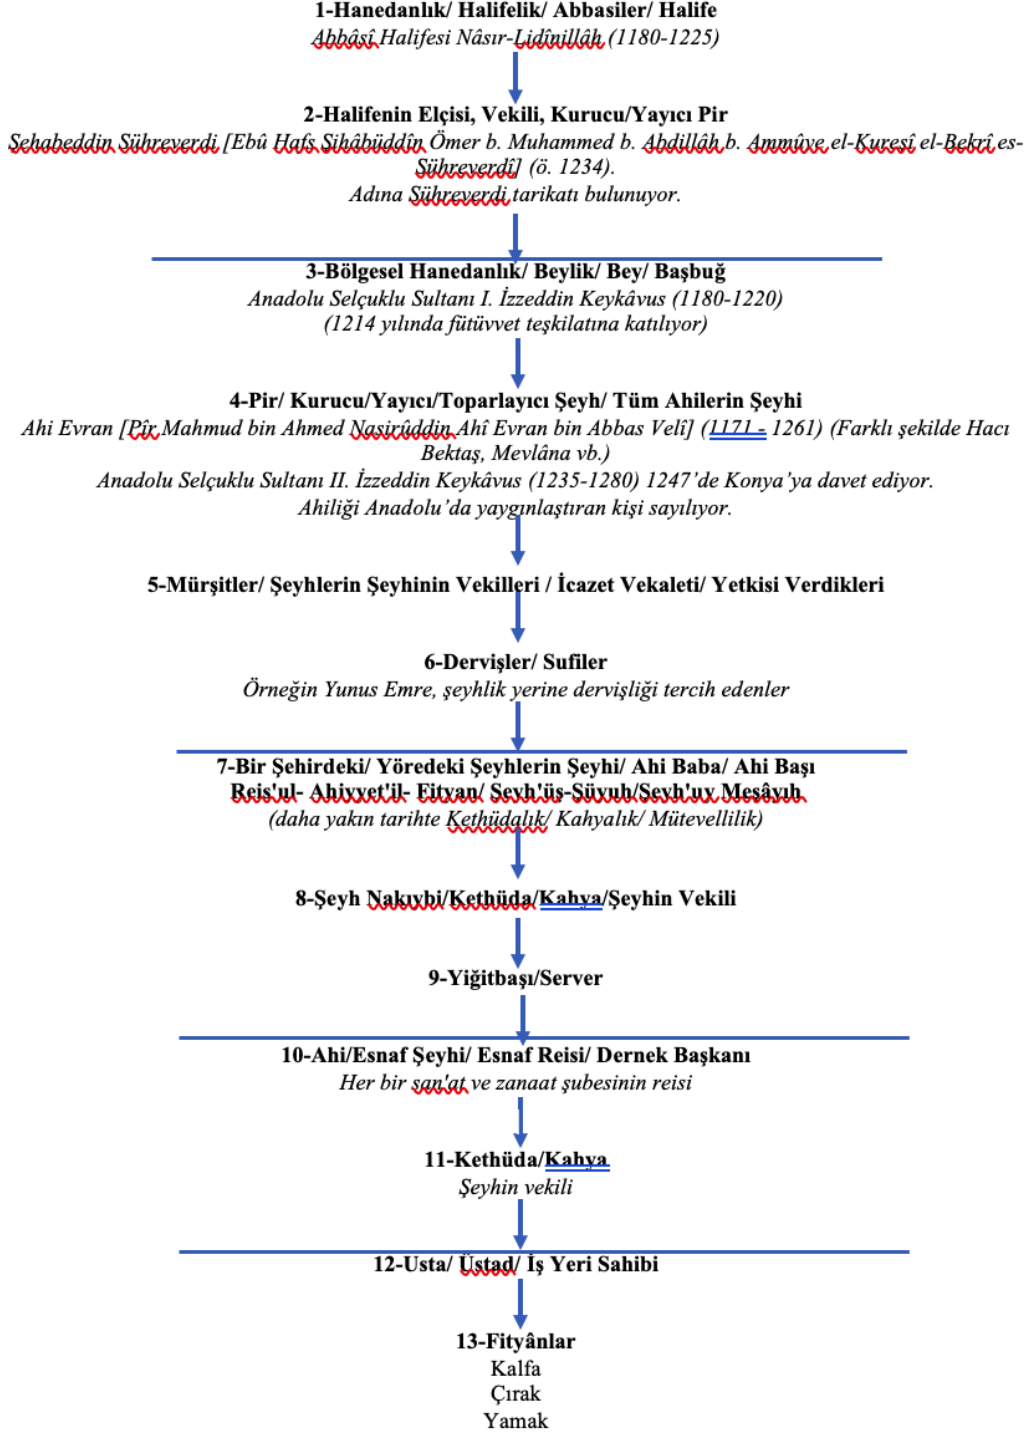 1-Hanedanlık/ Halifelik/ Abbasiler/ Halife
Abbâsî Halifesi Nâsır-Lidînillâh (1180-1225)
2-Halifenin Elçisi, Vekili, Kurucu/Yayıcı Pir
Şehabeddin Sühreverdi [Ebû Hafs Şihâbüddîn Ömer b. Muhammed b. Abdillâh b. Ammûye el-Kureşî el-Bekrî es-
Sühreverdî] (ö. 1234).
Adına Sühreverdi tarikatı bulunuyor.
3-Bölgesel Hanedanlık/ Beylik/ Bey/ Başbuğ
Anadolu Selçuklu Sultanı I. İzzeddin Keykâvus (1180-1220)
(1214 yılında fütüvvet teşkilatına katılıyor)
4-Pir/ Kurucu/Yayıcı/Toparlayıcı Şeyh/ Tüm Ahilerin Şeyhi
Ahi Evran [Pîr Mahmud bin Ahmed Nasirûddin Ahî Evran bin Abbas Velî] (1171 - 1261) (Farklı şekilde Hacı
Bektaş, Mevlâna vb.)
Anadolu Selçuklu Sultanı II. İzzeddin Keykâvus (1235-1280) 1247’de Konya’ya davet ediyor.
Ahiliği Anadolu’da yaygınlaştıran kişi sayılıyor.
5-Mürşitler/ Şeyhlerin Şeyhinin Vekilleri / İcazet Vekaleti/ Yetkisi Verdikleri
6-Dervişler/ Sufiler
Örneğin Yunus Emre, şeyhlik yerine dervişliği tercih edenler
7-Bir Şehirdeki/ Yöredeki Şeyhlerin Şeyhi/ Ahi Baba/ Ahi Başı
Reis'ul- Ahiyyet'il- Fityan/ Şeyh'üş-Şüyuh/Şeyh'uy Meşâyıh
(daha yakın tarihte Kethüdalık/ Kahyalık/ Mütevellilik)
8-Şeyh Nakıybi/Kethüda/Kahya/Şeyhin Vekili
9-Yiğitbaşı/Server
10-Ahi/Esnaf Şeyhi/ Esnaf Reisi/ Dernek Başkanı
Her bir san'at ve zanaat şubesinin reisi
11-Kethüda/Kahya
Şeyhin vekili
12-Usta/ Üstad/ İş Yeri Sahibi
13-Fityânlar
Kalfa
Çırak
Yamak